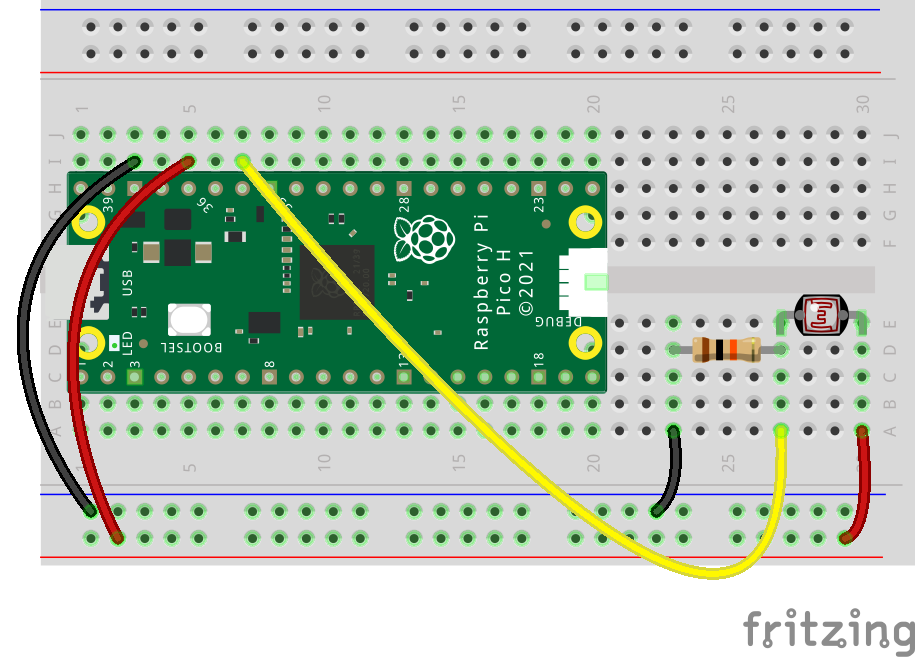 1 5 10 15 20 25 30
J J
I I
H H
G G
F F
39 36 28 23
USB
Raspberry Pi
Pico H
©2021
E E
D D
C C
B B
A A
LED
BOOTSEL
DEBUG
2 3 8 13 18
1 5 10 15 20 25
fritzing